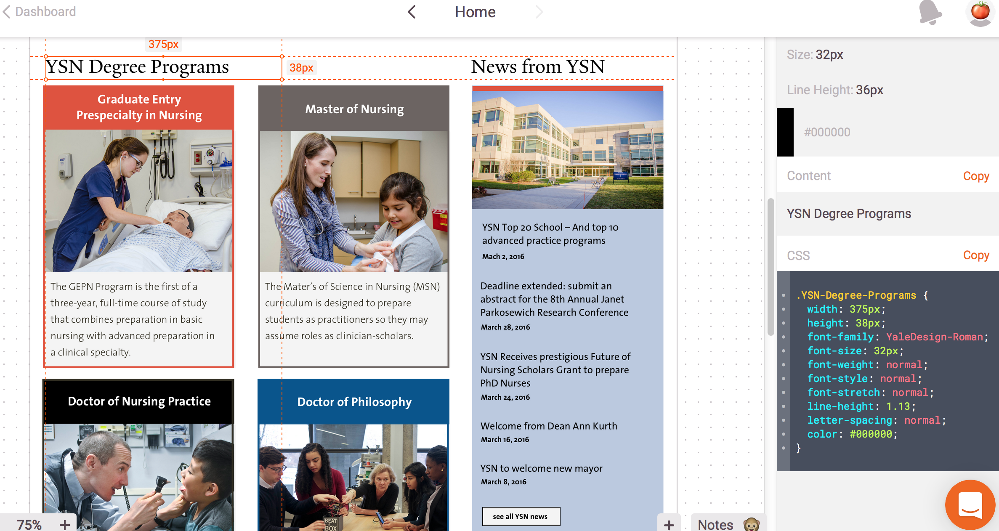 Dashboard
Home
375px
YSN Degree Programs
38px
News from YSN
Graduate Entry
Prespecialty in Nursing
Master of Nursing
The GEPN Program is the first of a
three-year, full-time course of study
that combines preparation in basic
nursing with advanced preparation in
a clinical specialty.
The Mater's of Science in Nursing (MSN)
curriculum is designed to prepare
students as practitioners so they may
assume roles as clinician-scholars.
Doctor of Nursing Practice
Doctor of Philosophy
BEAT
BOX
YSN Top 20 School – And top 10
advanced practice programs
Mach 2, 2016
Deadline extended: submit an
abstract for the 8th Annual Janet
Parkosewich Research Conference
March 28, 2016
YSN Receives prestigious Future of
Nursing Scholars Grant to prepare
PhD Nurses
March 24, 2016
Welcome from Dean Ann Kurth
March 16, 2016
YSN to welcome new mayor
March 8, 2016
see all YSN news
75% +
+
Notes
Size: 32px
Line Height: 36px
#000000
Content Copy
YSN Degree Programs
CSS Copy
.YSN-Degree-Programs {
width: 375px;
height: 38px;
font-family: YaleDesign-Roman;
font-size: 32px;
font-weight: normal;
font-style: normal;
font-stretch: normal;
line-height: 1.13;
letter-spacing: normal;
color: #000000;
}